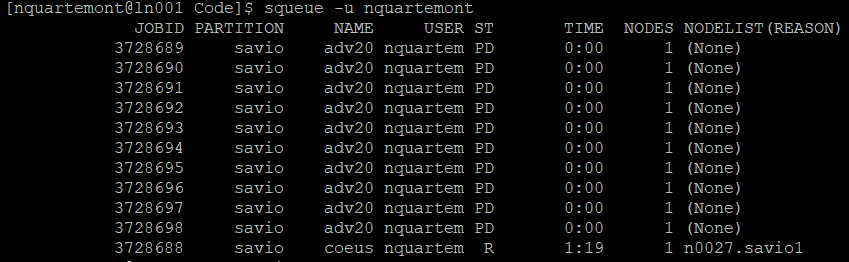 [nquartemont@ln001 Code]$ squeue -u nquartemont
JOBID PARTITION NAME USER ST TIME NODES NODELIST(REASON)
3728689 savio adv20 nquartem PD 0:00 1 (None)
3728690 savio adv20 nquartem PD 0:00 1 (None)
3728691 savio adv20 nquartem PD 0:00 1 (None)
3728692 savio adv20 nquartem PD 0:00 1 (None)
3728693 savio adv20 nquartem PD 0:00 1 (None)
3728694 savio adv20 nquartem PD 0:00 1 (None)
3728695 savio adv20 nquartem PD 0:00 1 (None)
3728696 savio adv20 nquartem PD 0:00 1 (None)
3728697 savio adv20 nquartem PD 0:00 1 (None)
3728698 savio adv20 nquartem PD 0:00 1 (None)
3728688 savio coeus nquartem R 1:19 1 n0027.savio1